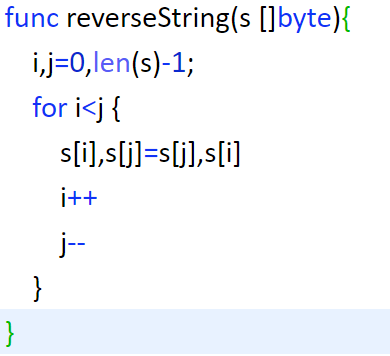 func reverseString(s []byte){
i,j=0,len(s)-1;
for i<j {
s[i],s[j]=s[j],s[i]
i++
j--
}
}